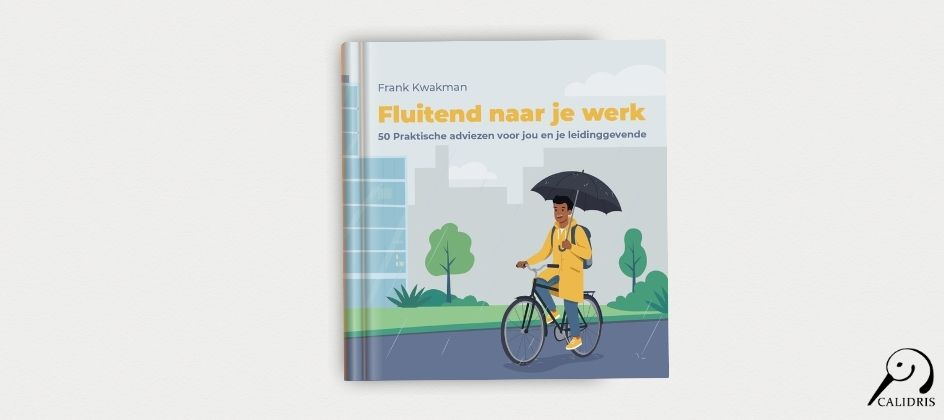 Frank Kwakman
Fluitend naar je werk
50 Praktische adviezen voor jou en je leidinggevende
CALIDRIS